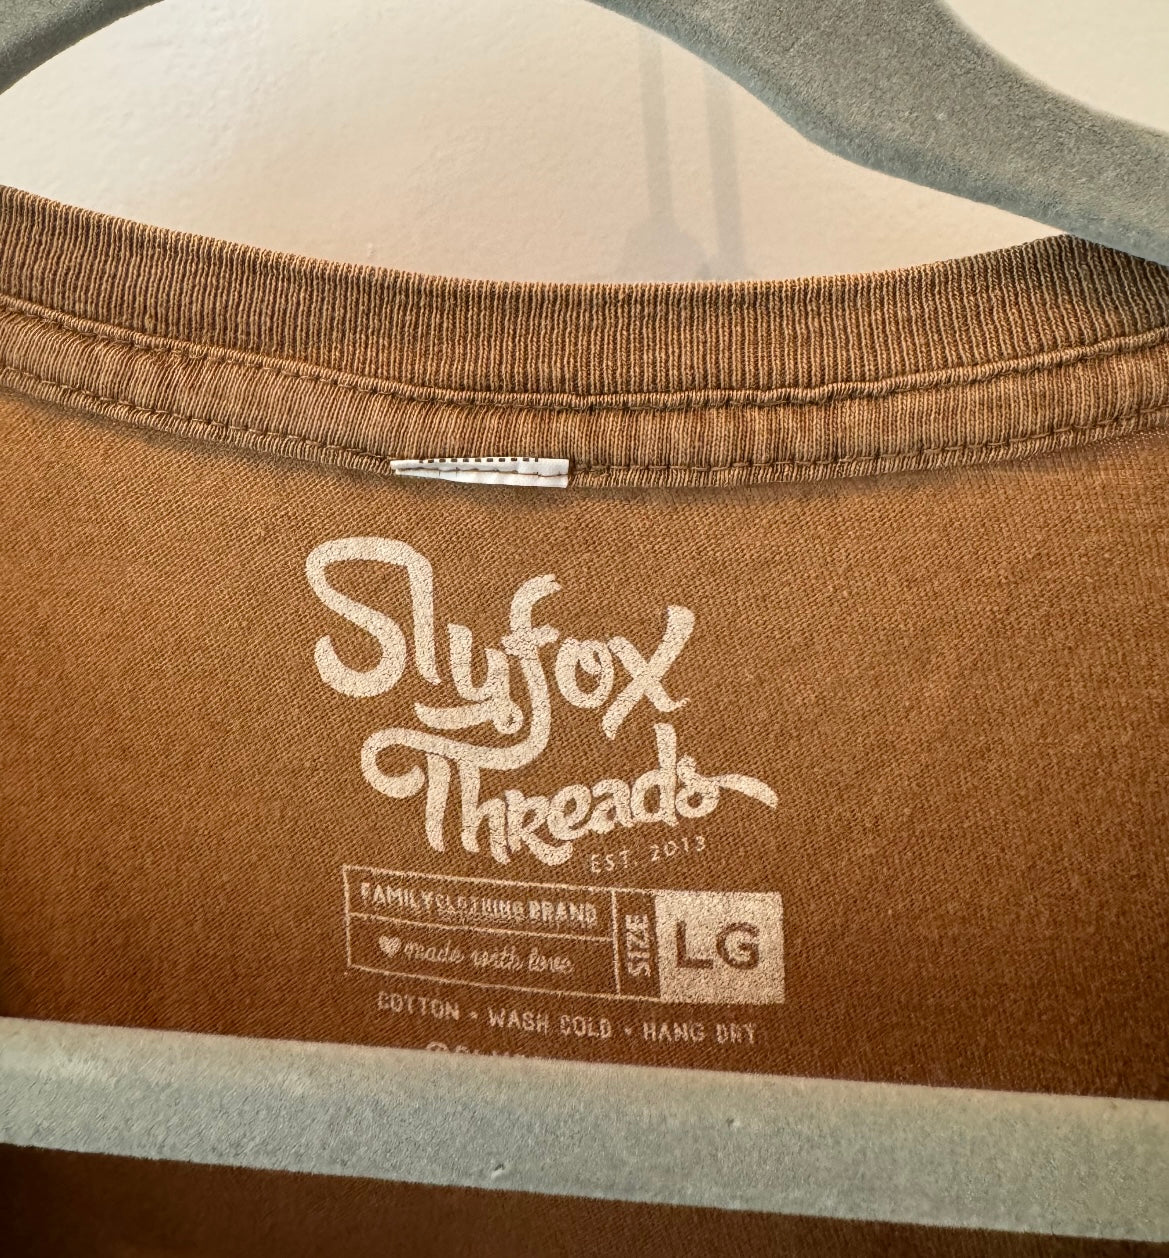 Slyfox
Threads
EST. 2013
FAMILY CLOTHING BRAND
♥ made with love
SIZE
LG
COTTON • WASH COLD • HANG DRY